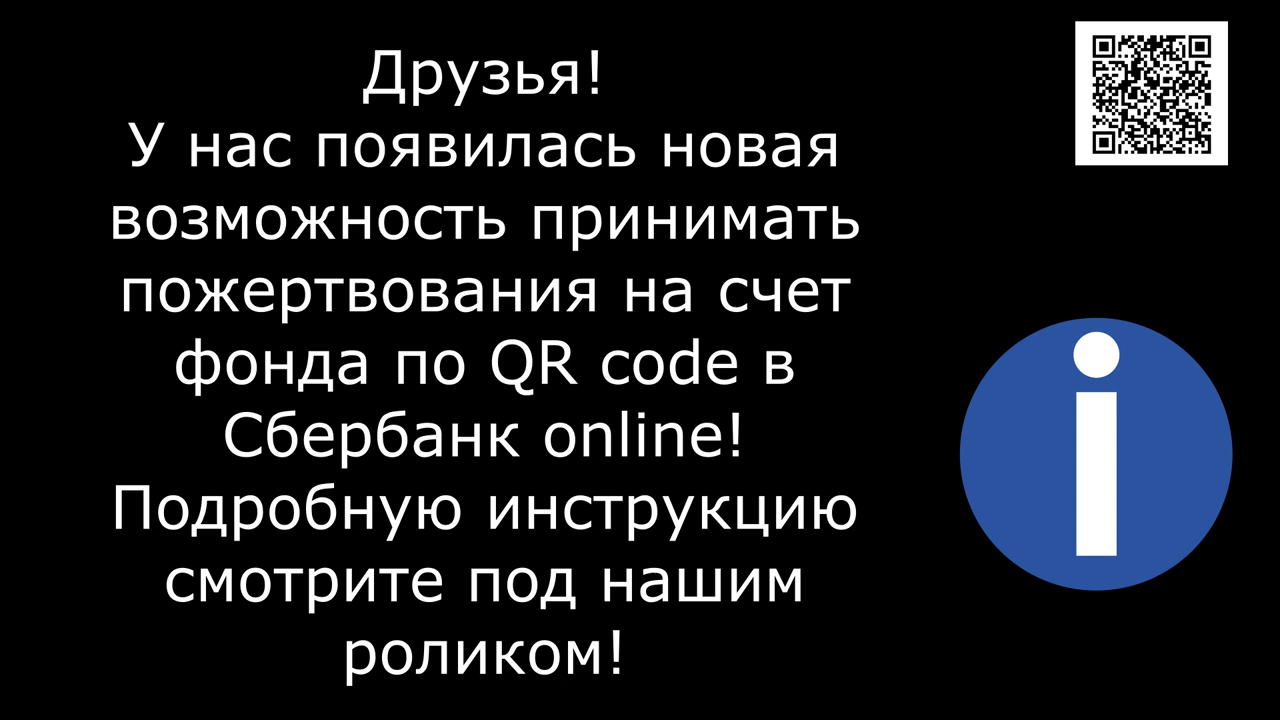 Друзья!
У нас появилась новая
возможность принимать
пожертвования на счет
фонда по QR code в
Сбербанк online!
Подробную инструкцию
смотрите под нашим
роликом!
i